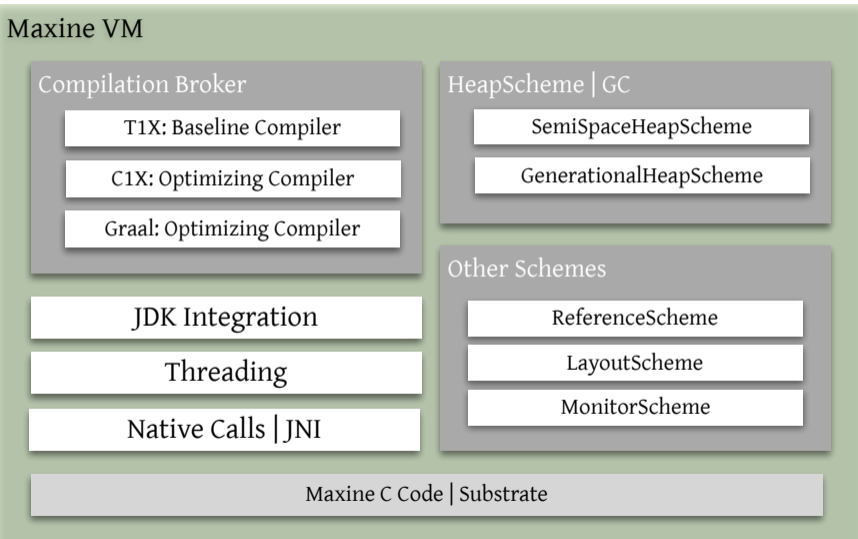 Maxine VM
Compilation Broker
T1X: Baseline Compiler
C1X: Optimizing Compiler
Graal: Optimizing Compiler
JDK Integration
Threading
Native Calls | JNI
HeapScheme | GC
SemiSpaceHeapScheme
GenerationalHeapScheme
Other Schemes
ReferenceScheme
LayoutScheme
MonitorScheme
Maxine C Code | Substrate